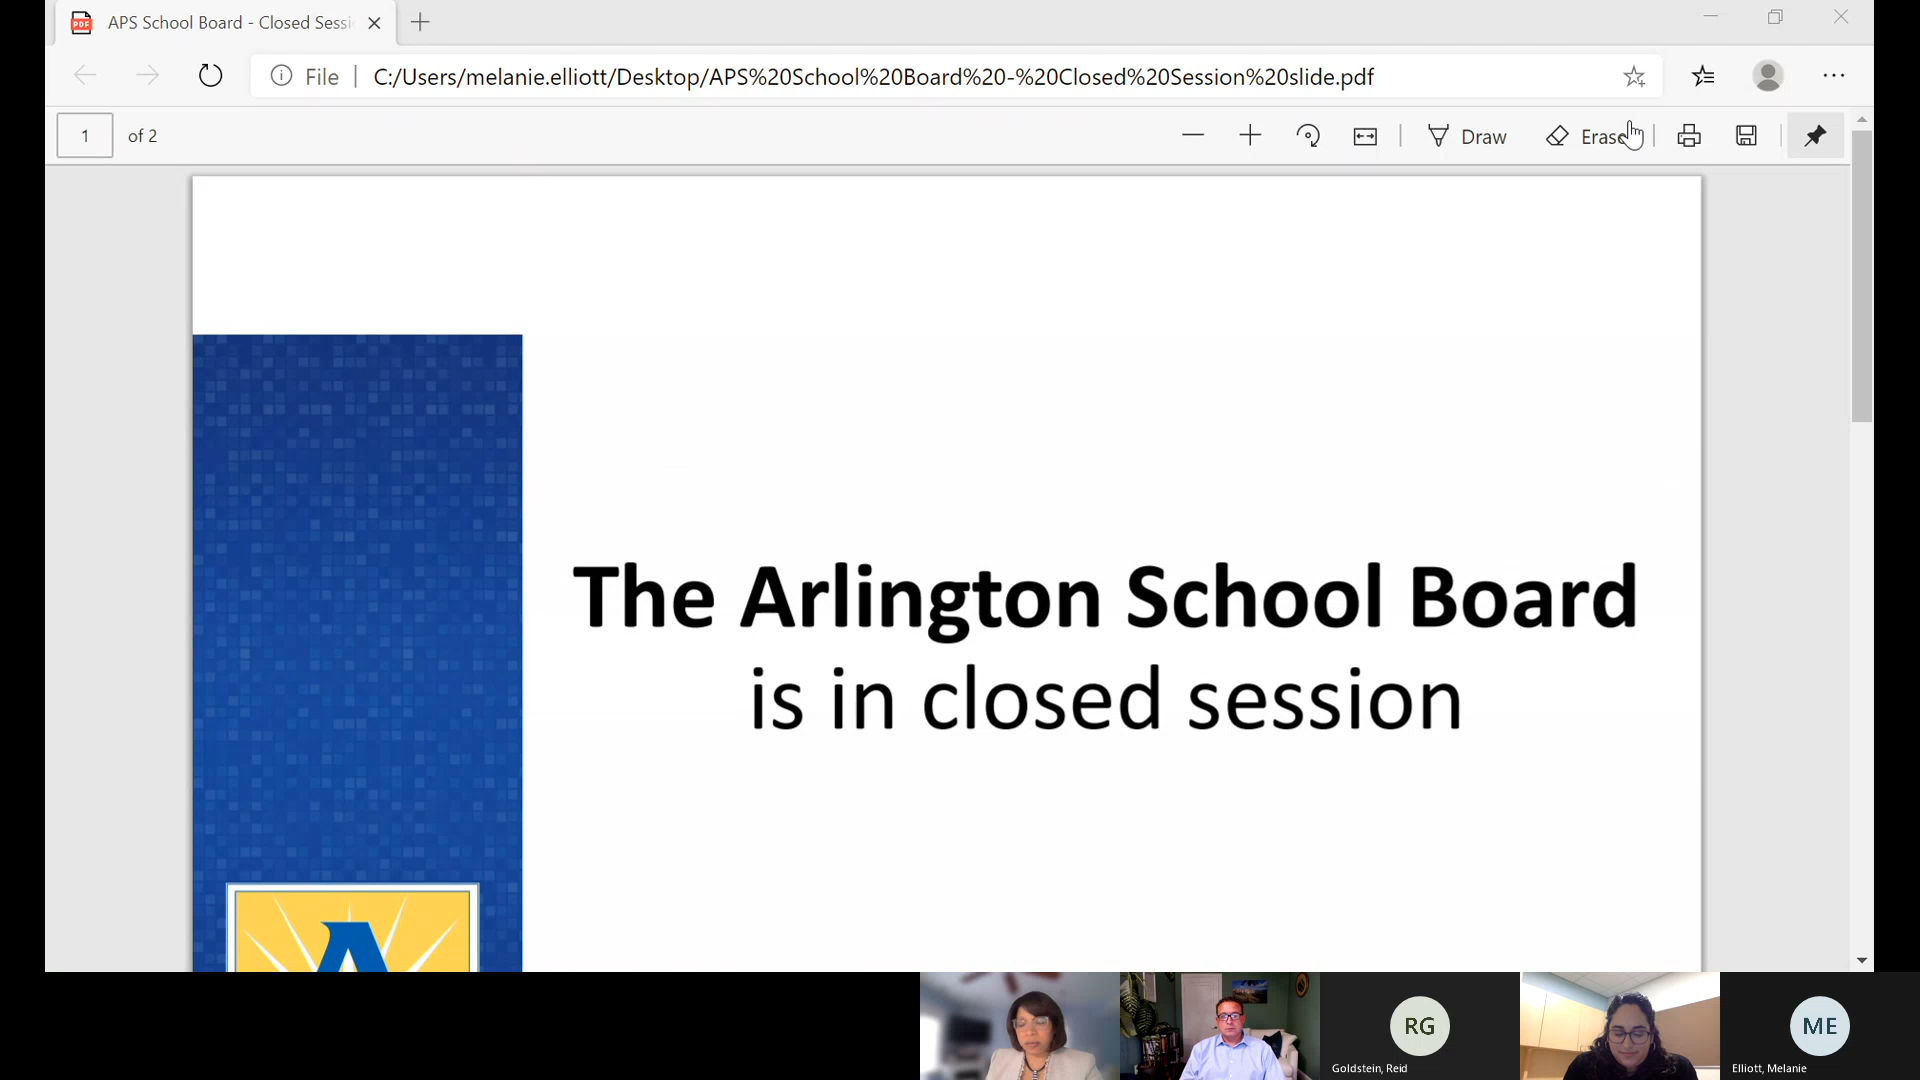 APS School Board - Closed Sessi
File
C:/Users/melanie.elliott/Desktop/APS%20School%20Board%20-%20Closed%20Session%20slide.pdf
1 of 2
Draw
Erase
The Arlington School Board
is in closed session
A
RG
Goldstein, Reid
ME
Elliott, Melanie